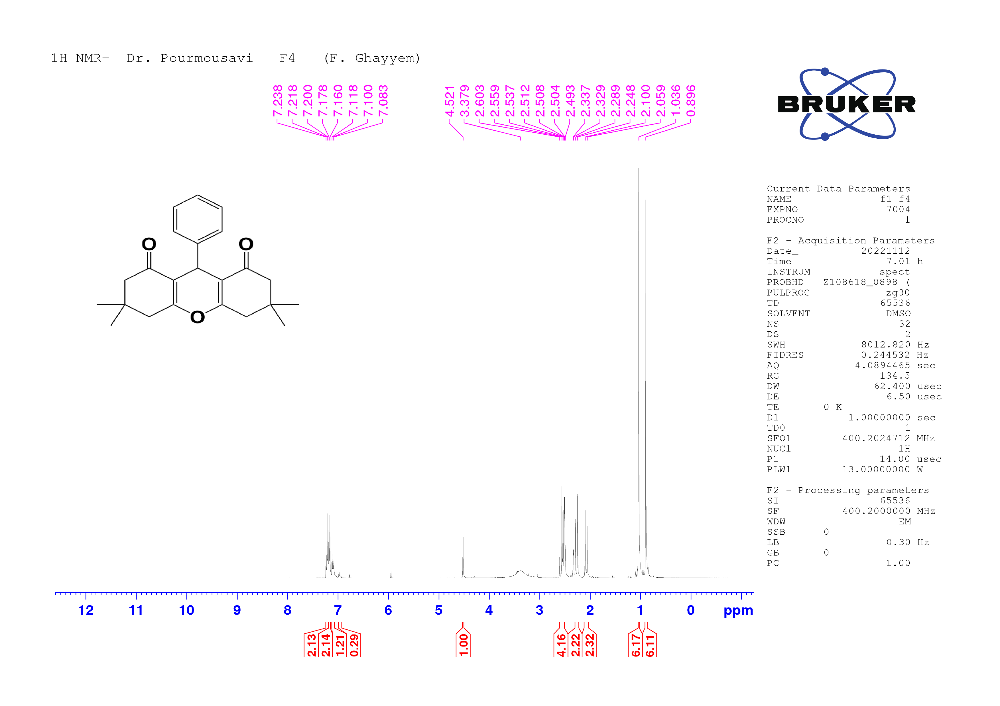 1H NMR-  Dr. Pourmousavi   F4   (F. Ghayyem)
7.238
7.218
7.200
7.178
7.160
7.118
7.100
7.083
4.521
3.379
2.603
2.559
2.537
2.512
2.508
2.504
2.493
2.337
2.329
2.289
2.248
2.100
2.059
1.036
0.896
BRUKER
O O
O
Current Data Parameters
NAME f1-f4
EXPNO 7004
PROCNO 1
F2 - Acquisition Parameters
Date_ 20221112
Time 7.01 h
INSTRUM spect
PROBHD Z108618_0898 (
PULPROG zg30
TD 65536
SOLVENT DMSO
NS 32
DS 2
SWH 8012.820 Hz
FIDRES 0.244532 Hz
AQ 4.0894465 sec
RG 134.5
DW 62.400 usec
DE 6.50 usec
TE 0 K
D1 1.00000000 sec
TD0 1
SFO1 400.2024712 MHz
NUC1 1H
P1 14.00 usec
PLW1 13.00000000 W
F2 - Processing parameters
SI 65536
SF 400.2000000 MHz
WDW EM
SSB 0
LB 0.30 Hz
GB 0
PC 1.00
12 11 10 9 8 7 6 5 4 3 2 1 0 ppm
2.13
2.14
1.21
0.29
1.00
4.16
2.22
2.32
6.17
6.11